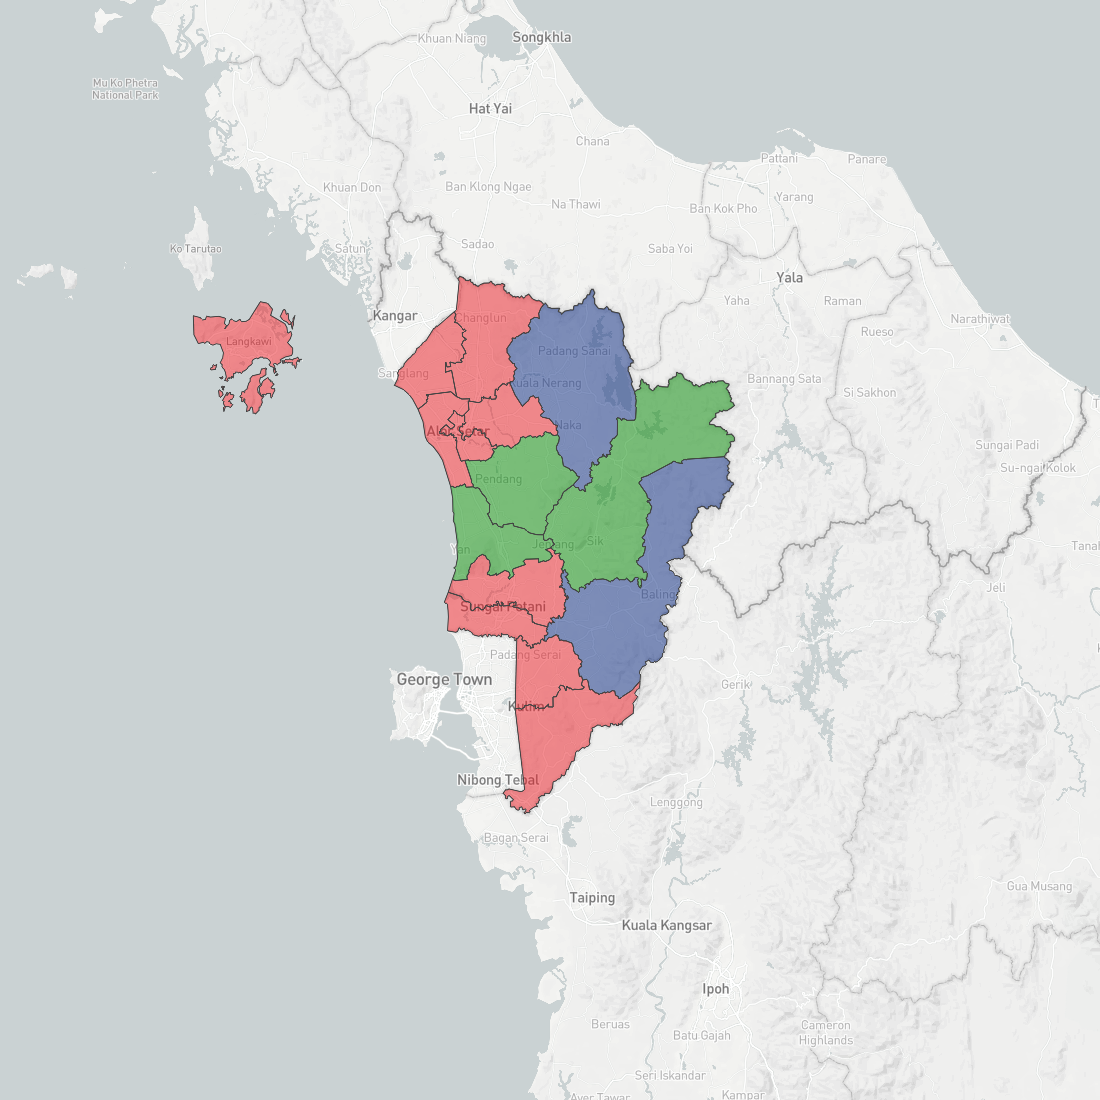 Khuan Niang
Songkhla
Mu Ko Phetra
National Park
Hat Yai
Chana
Pattani
Panare
Khuan Don
Ban Klong Ngae
Na Thawi
Yarang
Ban Kok Pho
Ko Tarutao
Satun
Sadao
Saba Yoi
Yala
Yaha
Raman
Kangar
Changlun
Narathiwat
Rueso
Langkawi
Padang Sanai
Sanglang
Kuala Nerang
Bannang Sata
Si Sakhon
Alor Setar
Naka
Sungai Padi
Su-ngai Kolok
Pendang
Yan
Jeniang
Sik
Tanah
Jeli
Baling
Sungai Petani
Padang Serai
George Town
Gerik
Kulim
Nibong Tebal
Lenggong
Bagan Serai
Gua Musang
Taiping
Kuala Kangsar
Ipoh
Beruas
Batu Gajah
Cameron
Highlands
Seri Iskandar
Ayer Tawar
Kampar